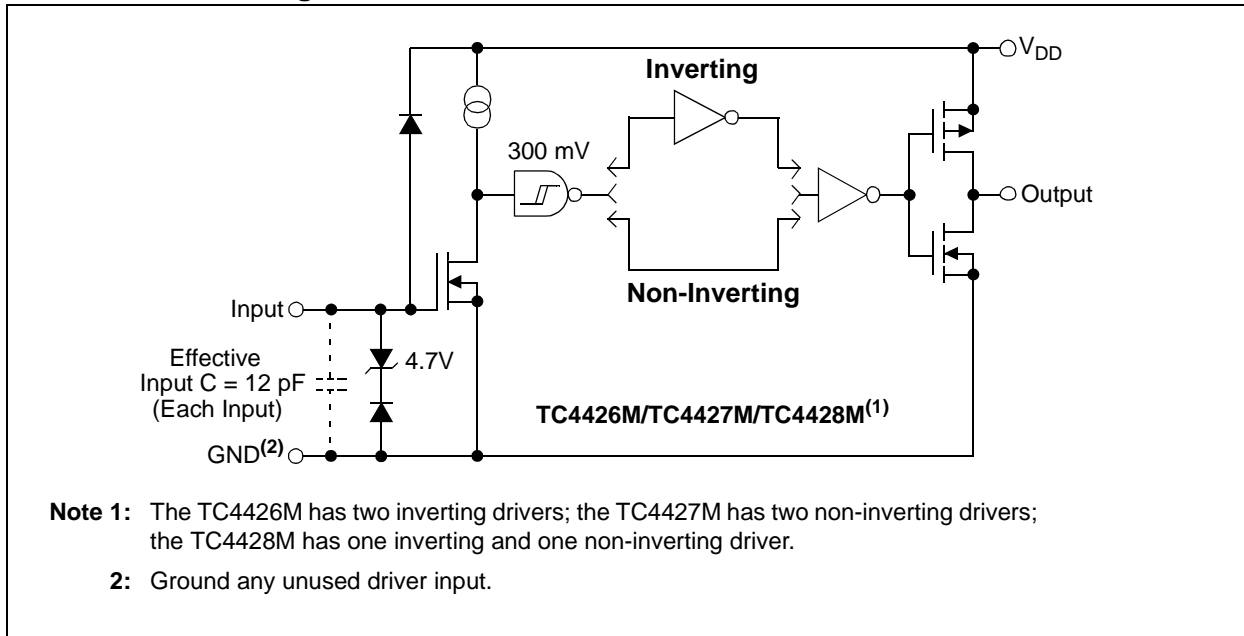 VDD
Inverting
300 mV
Output
Non-Inverting
Input
Effective
Input C = 12 pF
(Each Input)
4.7V
TC4426M/TC4427M/TC4428M(1)
GND(2)
Note 1: The TC4426M has two inverting drivers; the TC4427M has two non-inverting drivers;
the TC4428M has one inverting and one non-inverting driver.
2: Ground any unused driver input.